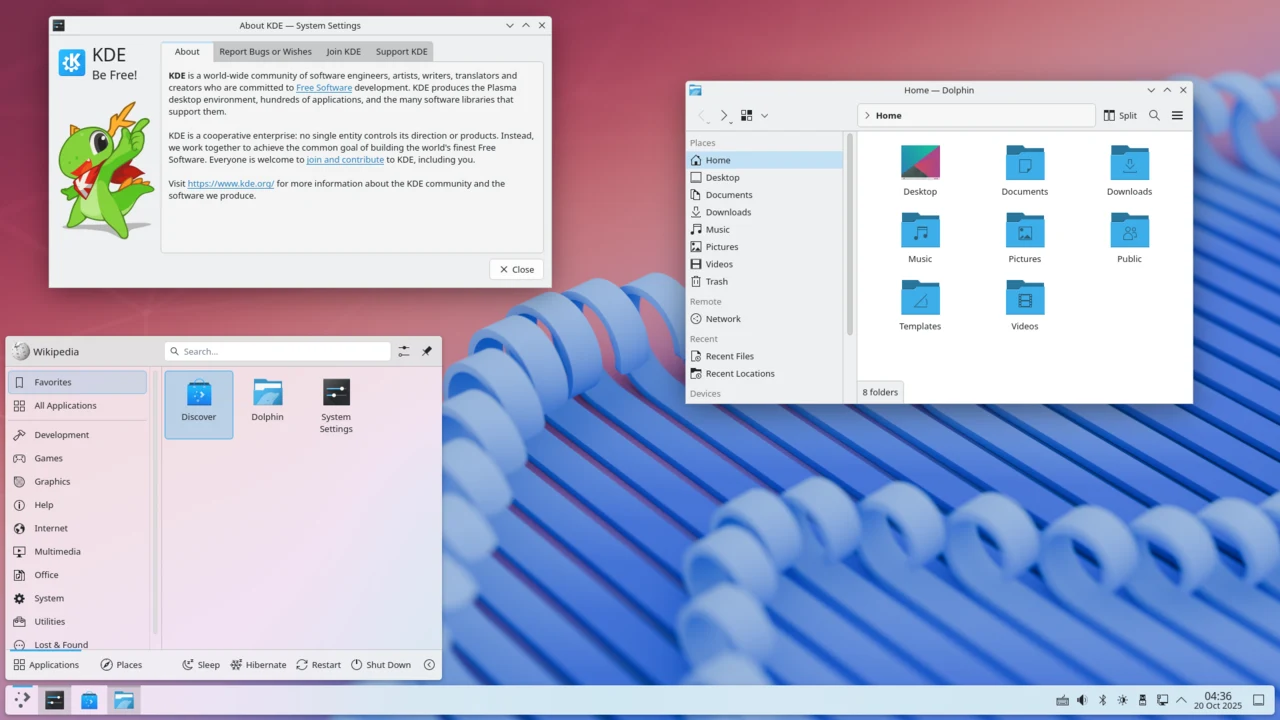 About KDE — System Settings
KDE
Be Free!
About
Report Bugs or Wishes
Join KDE
Support KDE
KDE is a world-wide community of software engineers, artists, writers, translators and
creators who are committed to Free Software development. KDE produces the Plasma
desktop environment, hundreds of applications, and the many software libraries that
support them.
KDE is a cooperative enterprise: no single entity controls its direction or products. Instead,
we work together to achieve the common goal of building the world's finest Free
Software. Everyone is welcome to join and contribute to KDE, including you.
Visit https://www.kde.org/ for more information about the KDE community and the
software we produce.
Close
Home — Dolphin
Home
Split
Places
Home
Desktop
Documents
Downloads
Music
Pictures
Videos
Trash
Remote
Network
Recent
Recent Files
Recent Locations
Devices
Desktop
Documents
Downloads
Music
Pictures
Public
Templates
Videos
8 folders
Wikipedia
Search...
Favorites
All Applications
Development
Games
Graphics
Help
Internet
Multimedia
Office
System
Utilities
Lost & Found
Discover
Dolphin
System
Settings
Applications
Places
Sleep
Hibernate
Restart
Shut Down
04:36
20 Oct 2025